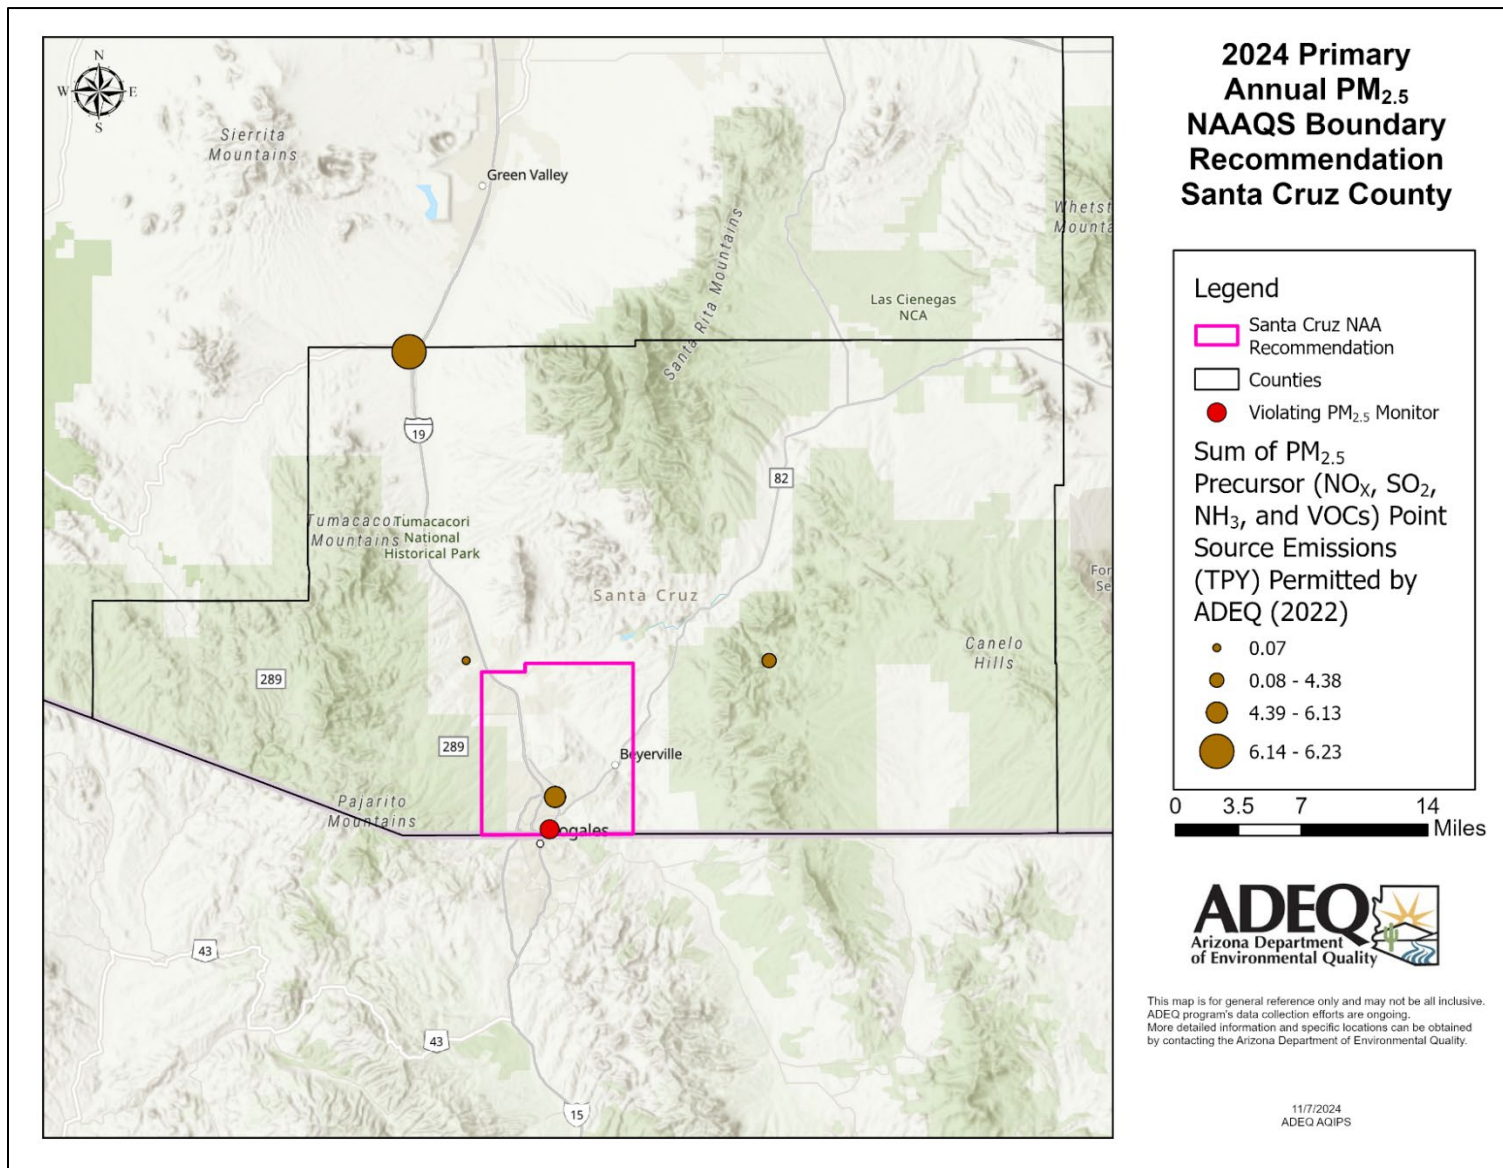 2024 Primary
Annual PM2.5
NAAQS Boundary
Recommendation
Santa Cruz County
Legend
Santa Cruz NAA
Recommendation
Counties
Violating PM2.5 Monitor
Sum of PM2.5
Precursor (NOX, SO2,
NH3, and VOCs) Point
Source Emissions
(TPY) Permitted by
ADEQ (2022)
0.07
0.08 - 4.38
4.39 - 6.13
6.14 - 6.23
0 3.5 7 14
Miles
ADEQ
Arizona Department
of Environmental Quality
This map is for general reference only and may not be all inclusive.
ADEQ program's data collection efforts are ongoing.
More detailed information and specific locations can be obtained
by contacting the Arizona Department of Environmental Quality.
11/7/2024
ADEQ AQIPS
N
W E
S
Sierrita
Mountains
Green Valley
Santa Rita Mountains
Whetst
Mounta
Las Cienegas
NCA
19
82
Tumacaco
Mountains
Tumacacori
National
Historical Park
Santa Cruz
For
Se
Canelo
Hills
289
289
Beyerville
Pajarito
Mountains
ogales
43
43
15